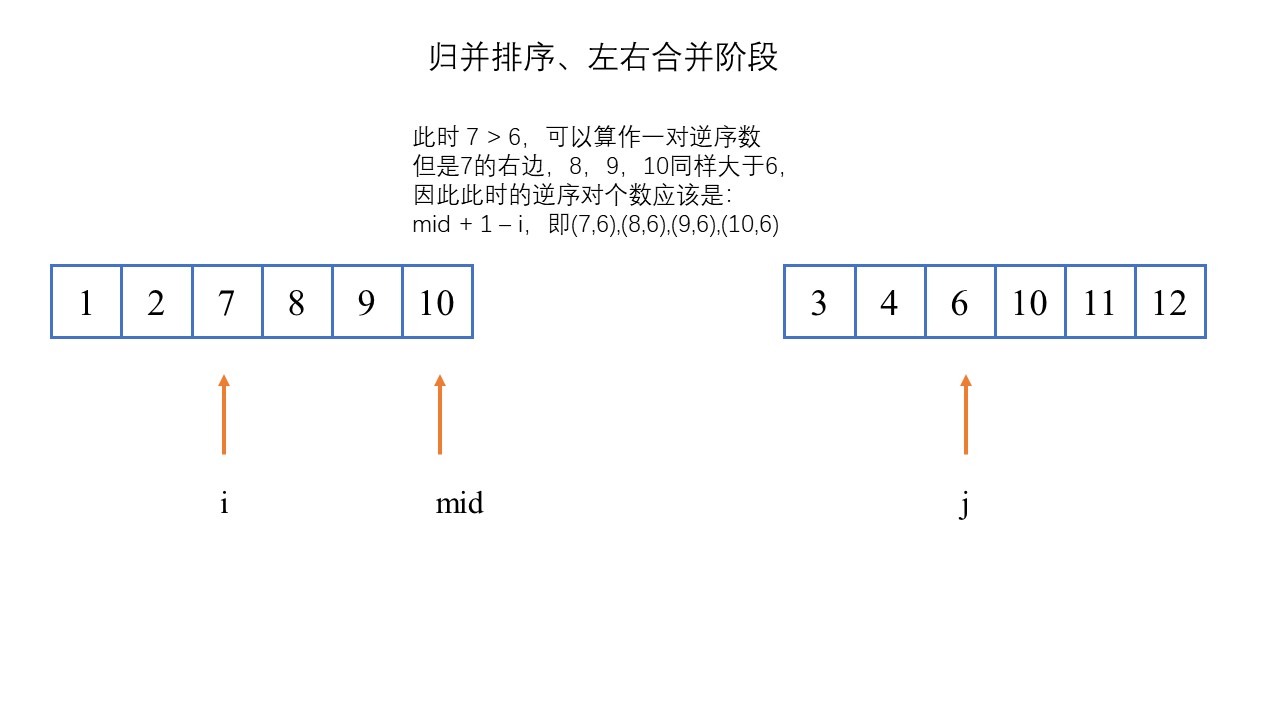 归并排序、左右合并阶段
此时 7 > 6，可以算作一对逆序数
但是7的右边，8，9，10同样大于6，
因此此时的逆序对个数应该是：
mid + 1 – i，即(7,6),(8,6),(9,6),(10,6)
1 2 7 8 9 10
3 4 6 10 11 12
i mid j